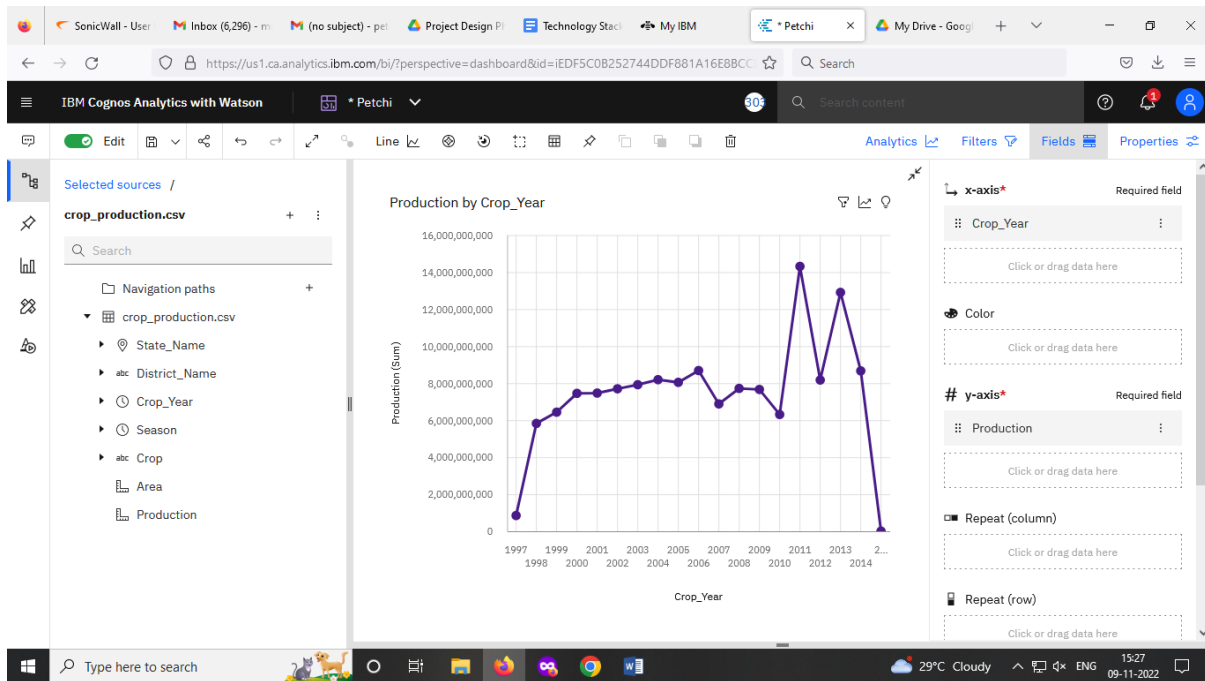 SonicWall - User
Inbox (6,296) - m
(no subject) - pet
Project Design Ph
Technology Stack
My IBM
* Petchi
My Drive - Googl
https://us1.ca.analytics.ibm.com/bi/?perspective=dashboard&id=iEDF5C0B252744DDF881A16E8BCC
Search
IBM Cognos Analytics with Watson
* Petchi
Search content
1
Edit
Line
Analytics
Filters
Fields
Properties
Selected sources /
crop_production.csv
Search
Navigation paths
crop_production.csv
State_Name
abc District_Name
Crop_Year
Season
abc Crop
Area
Production
Production by Crop_Year
16,000,000,000
14,000,000,000
12,000,000,000
10,000,000,000
8,000,000,000
6,000,000,000
4,000,000,000
2,000,000,000
0
Production (Sum)
1997 1999 2001 2003 2005 2007 2009 2011 2013 2...
1998 2000 2002 2004 2006 2008 2010 2012 2014
Crop_Year
x-axis* Required field
Crop_Year
Click or drag data here
Color
Click or drag data here
# y-axis* Required field
Production
Click or drag data here
Repeat (column)
Click or drag data here
Repeat (row)
Click or drag data here
Type here to search
29°C Cloudy
ENG
15:27
09-11-2022